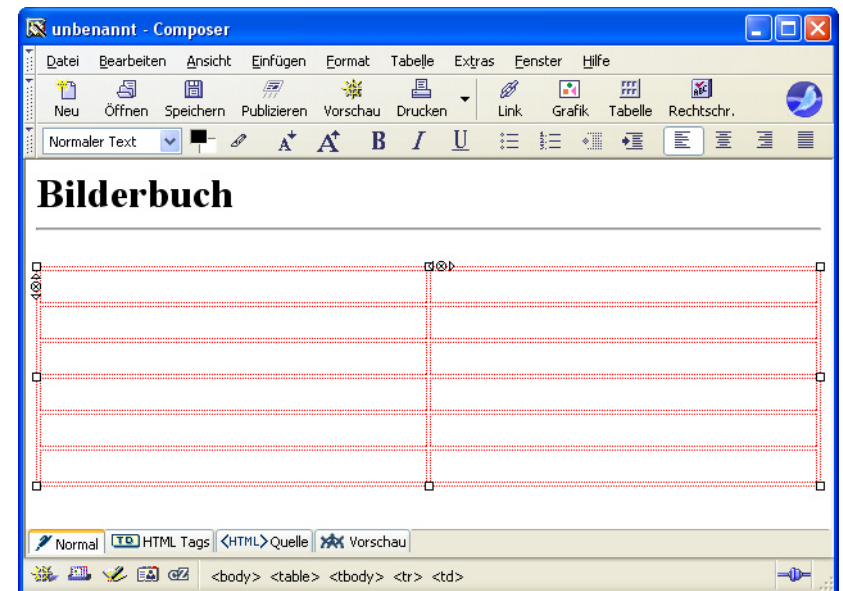 unbenannt - Composer
Datei Bearbeiten Ansicht Einfügen Format Tabelle Extras Fenster Hilfe
Neu Öffnen Speichern Publizieren Vorschau Drucken Link Grafik Tabelle Rechtschr.
Normaler Text A A B I U
Bilderbuch
Normal TD HTML Tags <HTML> Quelle Vorschau
<body> <table> <tbody> <tr> <td>